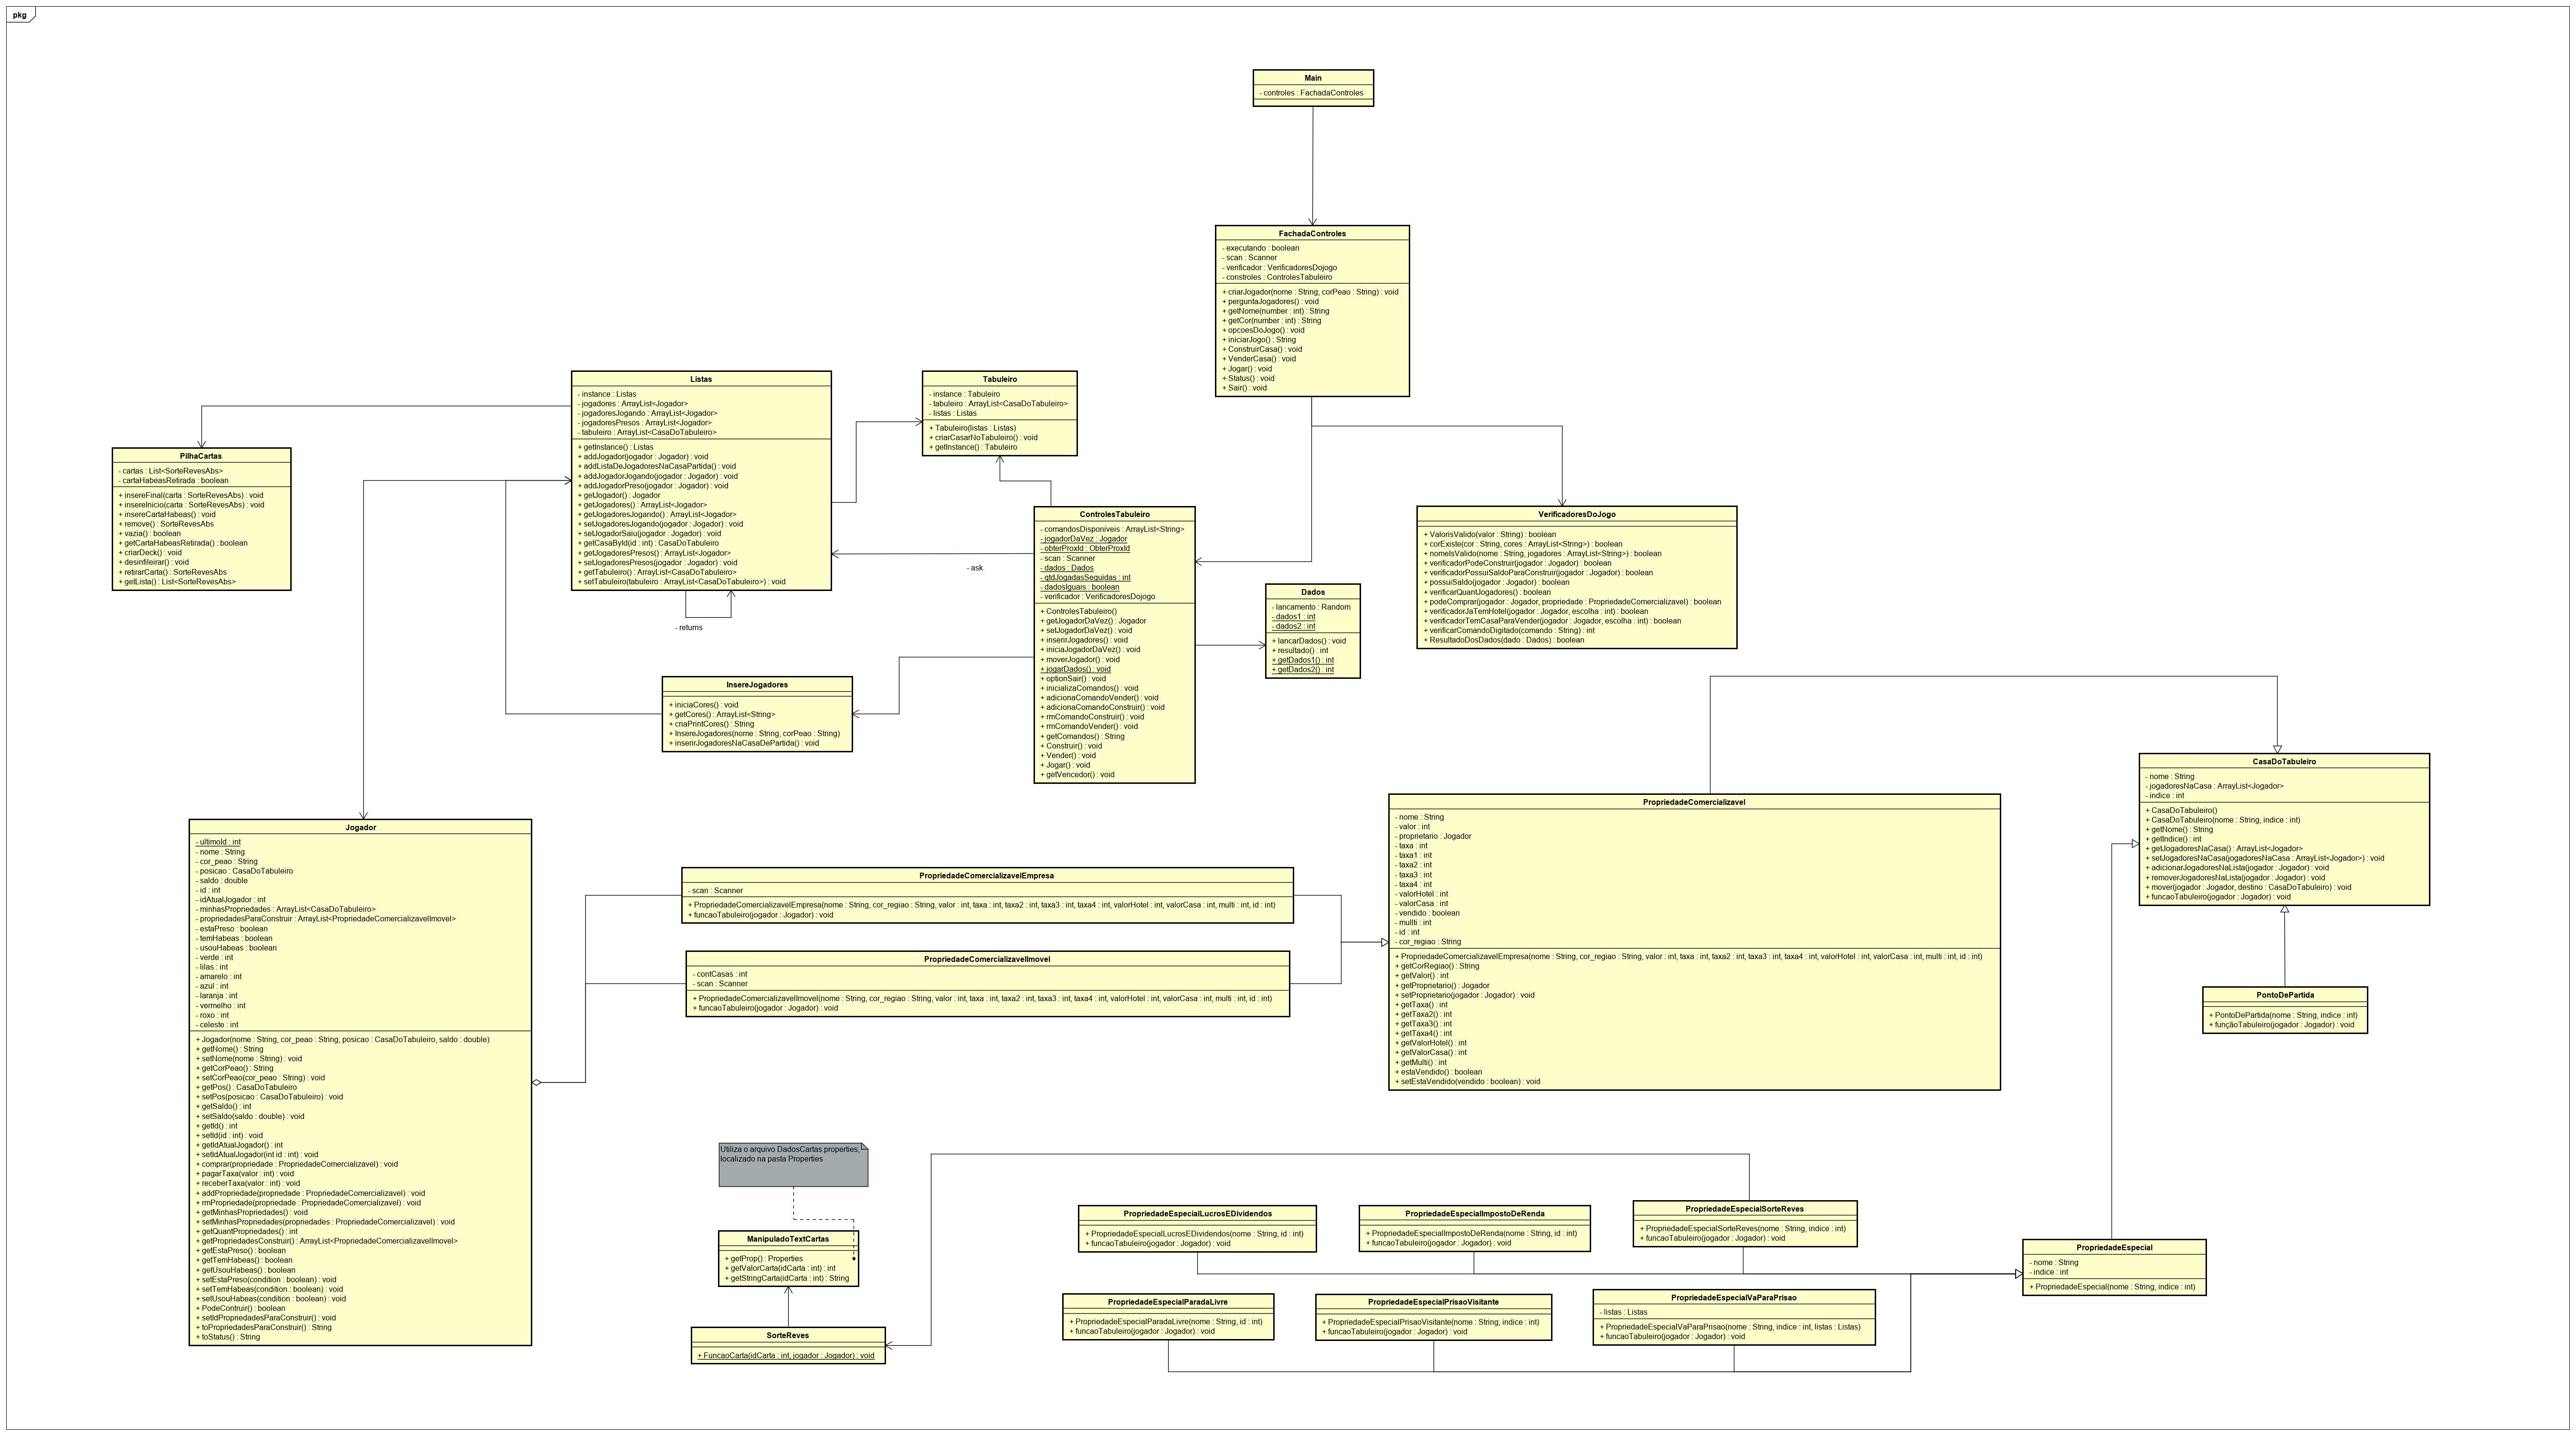 pkg
Main
- controles : FachadaControles
FachadaControles
- executando : boolean
- scan : Scanner
- verificador : VerificadoresDojogo
- constroles : ControlesTabuleiro
+ criarJogador(nome : String, corPeao : String) : void
+ perguntaJogadores() : void
+ getNome(number : int) : String
+ getCor(number : int) : String
+ opcoesDoJogo() : void
+ iniciarJogo() : String
+ ConstruirCasa() : void
+ VenderCasa() : void
+ Jogar() : void
+ Status() : void
+ Sair() : void
Listas
- instance : Listas
- jogadores : ArrayList<Jogador>
- jogadoresJogando : ArrayList<Jogador>
- jogadoresPresos : ArrayList<Jogador>
- tabuleiro : ArrayList<CasaDoTabuleiro>
+ getInstance() : Listas
+ addJogador(jogador : Jogador) : void
+ addListaDeJogadoresNaCasaPartida() : void
+ addJogadorJogando(jogador : Jogador) : void
+ addJogadorPreso(jogador : Jogador) : void
+ getJogador() : Jogador
+ getJogadores() : ArrayList<Jogador>
+ getJogadoresJogando() : ArrayList<Jogador>
+ setJogadoresJogando(jogador : Jogador) : void
+ setJogadorSaiu(jogador : Jogador) : void
+ getCasaById(id : int) : CasaDoTabuleiro
+ getJogadoresPresos() : ArrayList<Jogador>
+ setJogadoresPresos(jogador : Jogador) : void
+ getTabuleiro() : ArrayList<CasaDoTabuleiro>
+ setTabuleiro(tabuleiro : ArrayList<CasaDoTabuleiro>) : void
- returns
Tabuleiro
- instance : Tabuleiro
- tabuleiro : ArrayList<CasaDoTabuleiro>
- listas : Listas
+ Tabuleiro(listas : Listas)
+ criarCasarNoTabuleiro() : void
+ getInstance() : Tabuleiro
PilhaCartas
- cartas : List<SorteRevesAbs>
- cartaHabeasRetirada : boolean
+ insereFinal(carta : SorteRevesAbs) : void
+ insereInicio(carta : SorteRevesAbs) : void
+ insereCartaHabeas() : void
+ remove() : SorteRevesAbs
+ vazia() : boolean
+ getCartaHabeasRetirada() : boolean
+ criarDeck() : void
+ desinfileirar() : void
+ retirarCarta() : SorteRevesAbs
+ getLista() : List<SorteRevesAbs>
ControlesTabuleiro
- comandosDisponiveis : ArrayList<String>
- jogadorDaVez : Jogador
- obterProxId : ObterProxId
- scan : Scanner
- dados : Dados
- qtdJogadasSeguidas : int
- dadosIguais : boolean
- verificador : VerificadoresDojogo
+ ControlesTabuleiro()
+ getJogadorDaVez() : Jogador
+ setJogadorDaVez() : void
+ inserirJogadores() : void
+ iniciaJogadorDaVez() : void
+ moverJogador() : void
+ jogarDados() : void
+ optionSair() : void
+ inicializaComandos() : void
+ adicionaComandoVender() : void
+ adicionaComandoConstruir() : void
+ rmComandoConstruir() : void
+ rmComandoVender() : void
+ getComandos() : String
+ Construir() : void
+ Vender() : void
+ Jogar() : void
+ getVencedor() : void
- ask
VerificadoresDoJogo
+ ValorisValido(valor : String) : boolean
+ corExiste(cor : String, cores : ArrayList<String>) : boolean
+ nomeIsValido(nome : String, jogadores : ArrayList<String>) : boolean
+ verificadorPodeConstruir(jogador : Jogador) : boolean
+ verificadorPossuiSaldoParaConstruir(jogador : Jogador) : boolean
+ possuiSaldo(jogador : Jogador) : boolean
+ verificarQuantJogadores() : boolean
+ podeComprar(jogador : Jogador, propriedade : PropriedadeComercializavel) : boolean
+ verificadorJaTemHotel(jogador : Jogador, escolha : int) : boolean
+ verificadorTemCasaParaVender(jogador : Jogador, escolha : int) : boolean
+ verificarComandoDigitado(comando : String) : int
+ ResultadoDosDados(dado : Dados) : boolean
Dados
- lancamento : Random
- dados1 : int
- dados2 : int
+ lancarDados() : void
+ resultado() : int
+ getDados1() : int
+ getDados2() : int
InsereJogadores
+ iniciaCores() : void
+ getCores() : ArrayList<String>
+ criaPrintCores() : String
+ InsereJogadores(nome : String, corPeao : String)
+ inserirJogadoresNaCasaDePartida() : void
CasaDoTabuleiro
- nome : String
- jogadoresNaCasa : ArrayList<Jogador>
- indice : int
+ CasaDoTabuleiro()
+ CasaDoTabuleiro(nome : String, indice : int)
+ getNome() : String
+ getIndice() : int
+ getJogadoresNaCasa() : ArrayList<Jogador>
+ setJogadoresNaCasa(jogadoresNaCasa : ArrayList<Jogador>) : void
+ adicionarJogadoresNaLista(jogador : Jogador) : void
+ removerJogadoresNaLista(jogador : Jogador) : void
+ mover(jogador : Jogador, destino : CasaDoTabuleiro) : void
+ funcaoTabuleiro(jogador : Jogador) : void
PropriedadeComercializavel
- nome : String
- valor : int
- proprietario : Jogador
- taxa : int
- taxa1 : int
- taxa2 : int
- taxa3 : int
- taxa4 : int
- valorHotel : int
- valorCasa : int
- vendido : boolean
- mullti : int
- id : int
- cor_regiao : String
+ PropriedadeComercializavelEmpresa(nome : String, cor_regiao : String, valor : int, taxa : int, taxa2 : int, taxa3 : int, taxa4 : int, valorHotel : int, valorCasa : int, multi : int, id : int)
+ getCorRegiao() : String
+ getValor() : int
+ getProprietario() : Jogador
+ setProprietario(jogador : Jogador) : void
+ getTaxa() : int
+ getTaxa2() : int
+ getTaxa3() : int
+ getTaxa4() : int
+ getValorHotel() : int
+ getValorCasa() : int
+ getMulti() : int
+ estaVendido() : boolean
+ setEstaVendido(vendido : boolean) : void
Jogador
- ultimoId : int
- nome : String
- cor_peao : String
- posicao : CasaDoTabuleiro
- saldo : double
- id : int
- idAtualJogador : int
- minhasPropriedades : ArrayList<CasaDoTabuleiro>
- propriedadesParaConstruir : ArrayList<PropriedadeComercializavelImovel>
- estaPreso : boolean
- temHabeas : boolean
- usouHabeas : boolean
- verde : int
- lilas : int
- amarelo : int
- azul : int
- laranja : int
- vermelho : int
- roxo : int
- celeste : int
+ Jogador(nome : String, cor_peao : String, posicao : CasaDoTabuleiro, saldo : double)
+ getNome() : String
+ setNome(nome : String) : void
+ getCorPeao() : String
+ setCorPeao(cor_peao : String) : void
+ getPos() : CasaDoTabuleiro
+ setPos(posicao : CasaDoTabuleiro) : void
+ getSaldo() : int
+ setSaldo(saldo : double) : void
+ getId() : int
+ setId(id : int) : void
+ getIdAtualJogador() : int
+ setIdAtualJogador(int id : int) : void
+ comprar(propriedade : PropriedadeComercializavel) : void
+ pagarTaxa(valor : int) : void
+ receberTaxa(valor : int) : void
+ addPropriedade(propriedade : PropriedadeComercializavel) : void
+ rmPropriedade(propriedade : PropriedadeComercializavel) : void
+ getMinhasPropriedades() : void
+ setMinhasPropriedades(propriedades : PropriedadeComercializavel) : void
+ getQuantPropriedades() : int
+ getPropriedadesConstruir() : ArrayList<PropriedadeComercializavelImovel>
+ getEstaPreso() : boolean
+ getTemHabeas() : boolean
+ getUsouHabeas() : boolean
+ setEstaPreso(condition : boolean) : void
+ setTemHabeas(condition : boolean) : void
+ setUsouHabeas(condition : boolean) : void
+ PodeContruir() : boolean
+ setIdPropriedadesParaConstruir() : void
+ toPropriedadesParaConstruir() : String
+ toStatus() : String
PropriedadeComercializavelEmpresa
- scan : Scanner
+ PropriedadeComercializavelEmpresa(nome : String, cor_regiao : String, valor : int, taxa : int, taxa2 : int, taxa3 : int, taxa4 : int, valorHotel : int, valorCasa : int, multi : int, id : int)
+ funcaoTabuleiro(jogador : Jogador) : void
PropriedadeComercializavelImovel
- contCasas : int
- scan : Scanner
+ PropriedadeComercializavelImovel(nome : String, cor_regiao : String, valor : int, taxa : int, taxa2 : int, taxa3 : int, taxa4 : int, valorHotel : int, valorCasa : int, multi : int, id : int)
+ funcaoTabuleiro(jogador : Jogador) : void
PontoDePartida
+ PontoDePartida(nome : String, indice : int)
+ funçãoTabuleiro(jogador : Jogador) : void
Utiliza o arquivo DadosCartas.properties,
localizado na pasta Properties
ManipuladoTextCartas
+ getProp() : Properties
+ getValorCarta(idCarta : int) : int
+ getStringCarta(idCarta : int) : String
SorteReves
+ FuncaoCarta(idCarta : int, jogador : Jogador) : void
PropriedadeEspecialLucrosEDividendos
+ PropriedadeEspecialLucrosEDividendos(nome : String, id : int)
+ funcaoTabuleiro(jogador : Jogador) : void
PropriedadeEspecialImpostoDeRenda
+ PropriedadeEspecialImpostoDeRenda(nome : String, id : int)
+ funcaoTabuleiro(jogador : Jogador) : void
PropriedadeEspecialSorteReves
+ PropriedadeEspecialSorteReves(nome : String, indice : int)
+ funcaoTabuleiro(jogador : Jogador) : void
PropriedadeEspecial
- nome : String
- indice : int
+ PropriedadeEspecial(nome : String, indice : int)
PropriedadeEspecialParadaLivre
+ PropriedadeEspecialParadaLivre(nome : String, id : int)
+ funcaoTabuleiro(jogador : Jogador) : void
PropriedadeEspecialPrisaoVisitante
+ PropriedadeEspecialPrisaoVisitante(nome : String, indice : int)
+ funcaoTabuleiro(jogador : Jogador) : void
PropriedadeEspecialVaParaPrisao
- listas : Listas
+ PropriedadeEspecialVaParaPrisao(nome : String, indice : int, listas : Listas)
+ funcaoTabuleiro(jogador : Jogador) : void